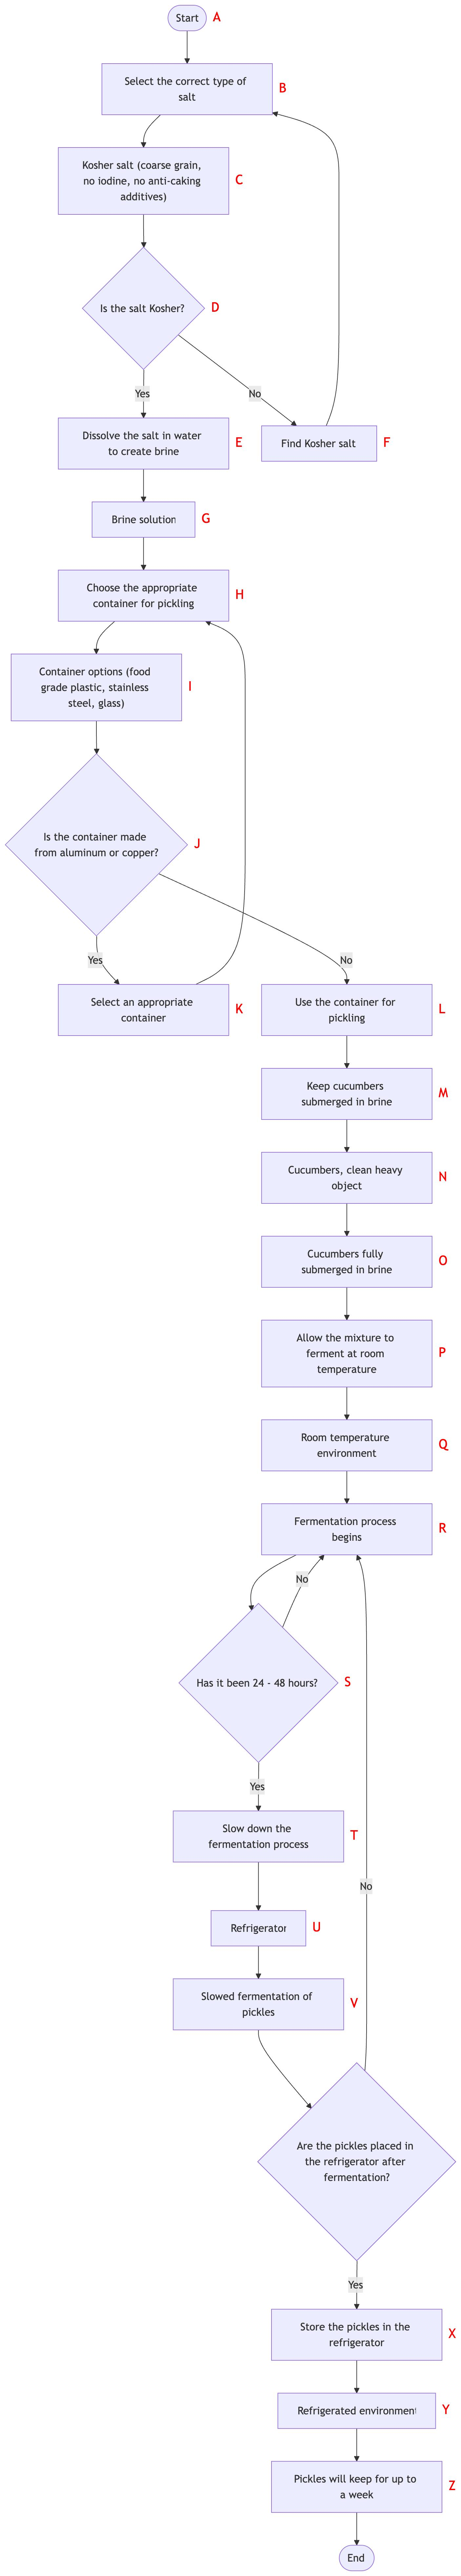 Start
A
Select the correct type of
salt
B
Kosher salt (coarse grain,
no iodine, no anti-caking
additives)
C
Is the salt Kosher?
D
Yes
No
Dissolve the salt in water
to create brine
E
Find Kosher salt
F
Brine solution
G
Choose the appropriate
container for pickling
H
Container options (food
grade plastic, stainless
steel, glass)
I
Is the container made
from aluminum or copper?
J
Yes
No
Select an appropriate
container
K
Use the container for
pickling
L
Keep cucumbers
submerged in brine
M
Cucumbers, clean heavy
object
N
Cucumbers fully
submerged in brine
O
Allow the mixture to
ferment at room
temperature
P
Room temperature
environment
Q
Fermentation process
begins
R
No
Has it been 24 - 48 hours?
S
Yes
Slow down the
fermentation process
T
No
Refrigerator
U
Slowed fermentation of
pickles
V
Are the pickles placed in
the refrigerator after
fermentation?
Yes
Store the pickles in the
refrigerator
X
Refrigerated environment
Y
Pickles will keep for up to
a week
Z
End